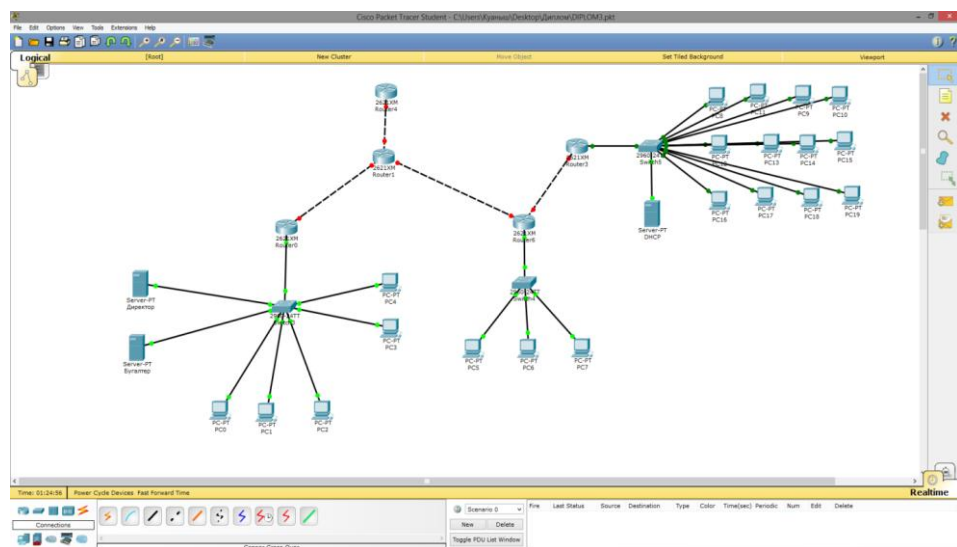 Cisco Packet Tracer Student - C:\Users\Куаныш\Desktop\Диплом\DIPLOM3.pkt
File Edit Options View Tools Extensions Help
Logical [Root] New Cluster Move Object Set Tiled Background Viewport
2621XM
Router4
2621XM
Router1
2621XM
Router0
2621XM
Router6
Router3
Switch5
PC-PT
PC8
PC-PT
PC11
PC-PT
PC9
PC-PT
PC10
PC-PT
PC-PT
PC13
PC-PT
PC14
PC-PT
PC15
PC-PT
PC16
PC-PT
PC17
PC-PT
PC18
PC-PT
PC19
Server-PT
DHCP
Server-PT
Директор
Server-PT
Бугалтер
PC-PT
PC4
PC-PT
PC3
PC-PT
PC0
PC-PT
PC1
PC-PT
PC2
PC-PT
PC5
PC-PT
PC6
PC-PT
PC7
Time: 01:24:56 Power Cycle Devices Fast Forward Time Realtime
Connections
Scenario 0
New Delete
Toggle PDU List Window
Fire Last Status Source Destination Type Color Time(sec) Periodic Num Edit Delete